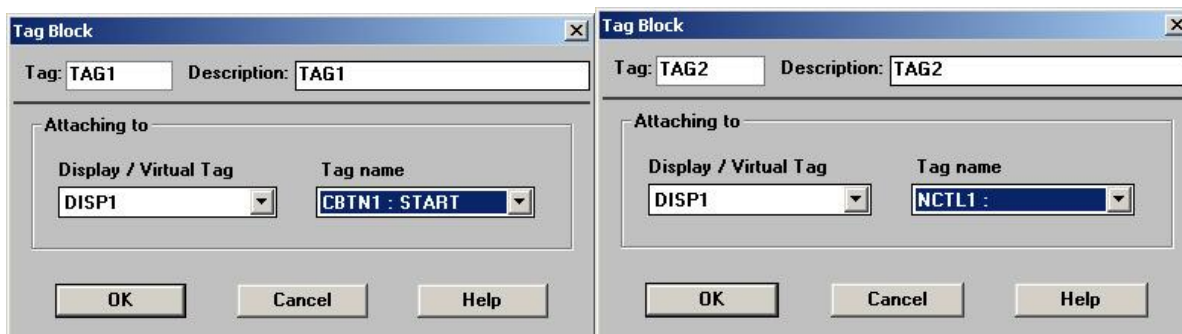 Tag Block
Tag: TAG1 Description: TAG1
Attaching to
Display / Virtual Tag Tag name
DISP1 CBTN1 : START
OK Cancel Help
Tag Block
Tag: TAG2 Description: TAG2
Attaching to
Display / Virtual Tag Tag name
DISP1 NCTL1 :
OK Cancel Help